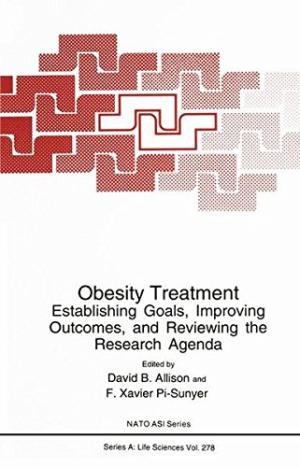 Obesity Treatment
Establishing Goals, Improving
Outcomes, and Reviewing the
Research Agenda
Edited by
David B. Allison and
F. Xavier Pi-Sunyer
NATO ASI Series
Series A: Life Sciences Vol. 278